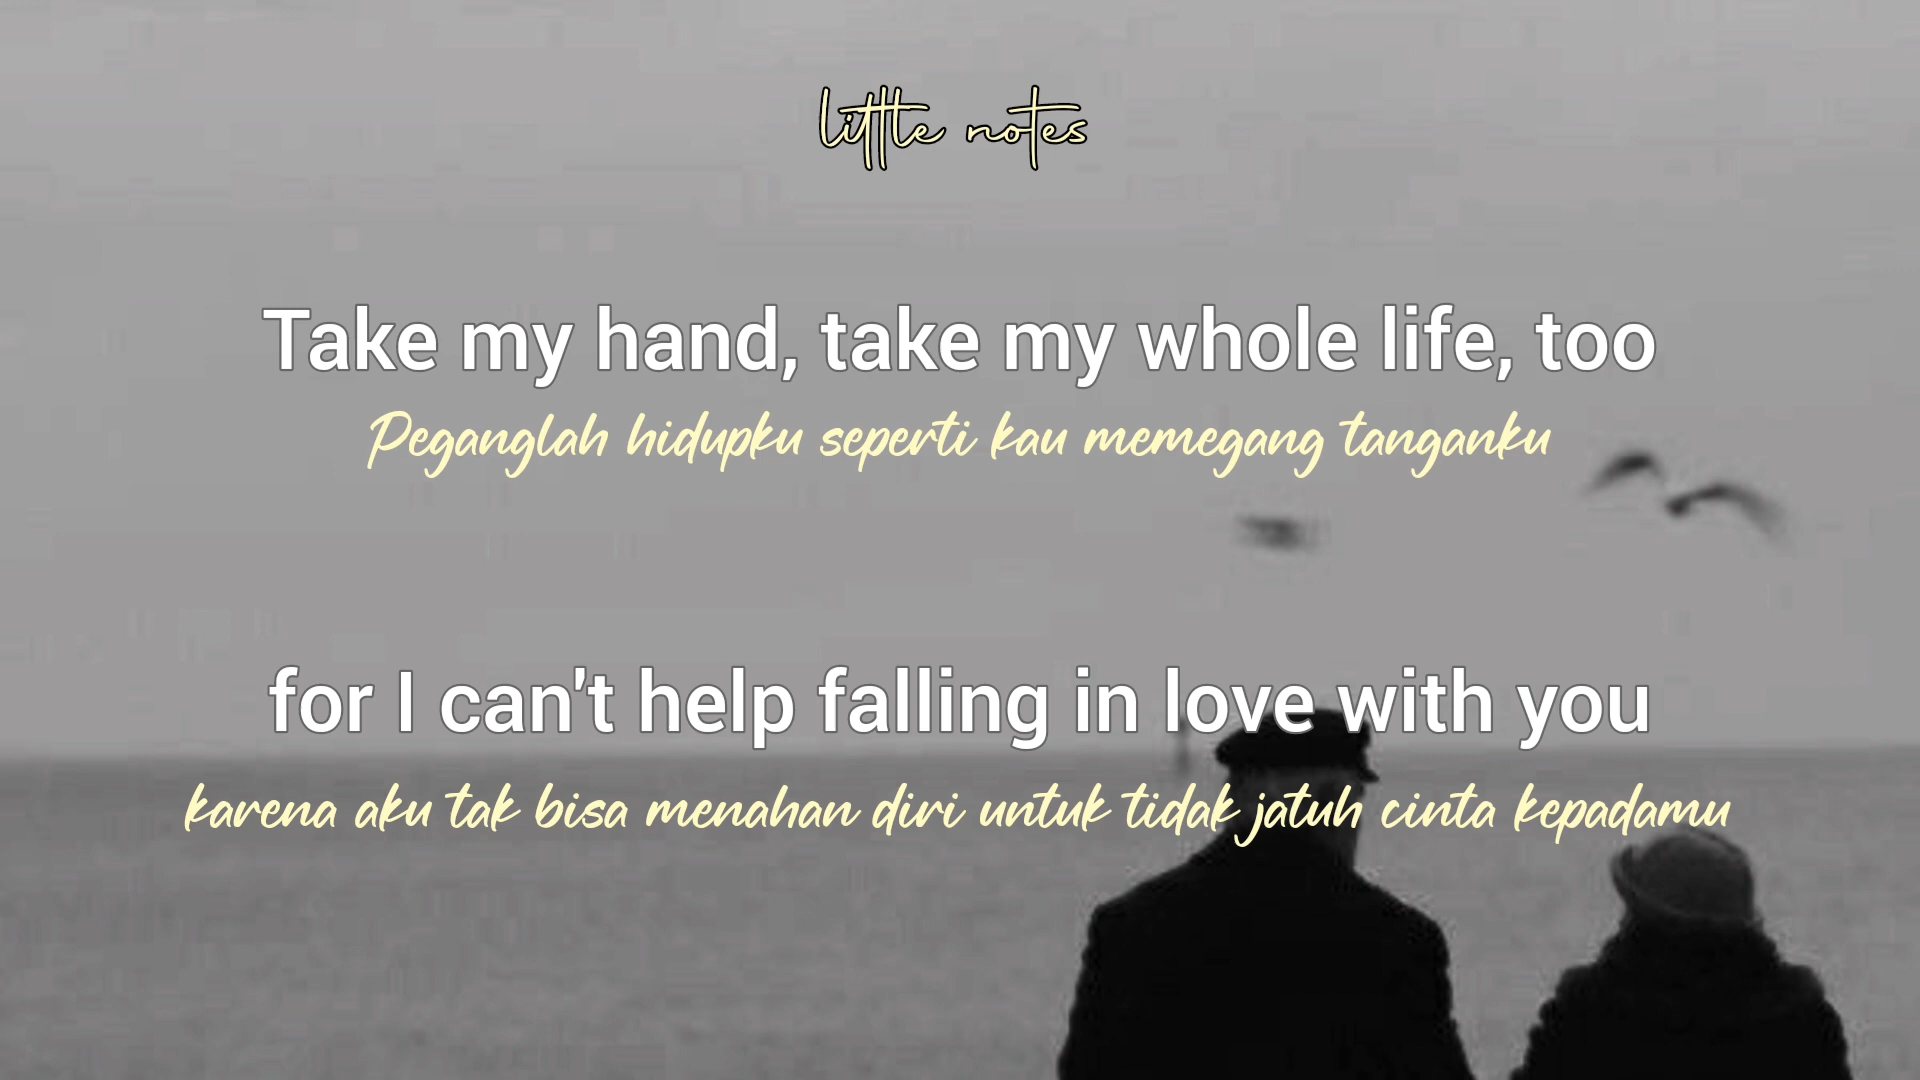 little notes
Take my hand, take my whole life, too
Peganglah hidupku seperti kau memegang tanganku
for I can't help falling in love with you
karena aku tak bisa menahan diri untuk tidak jatuh cinta kepadamu